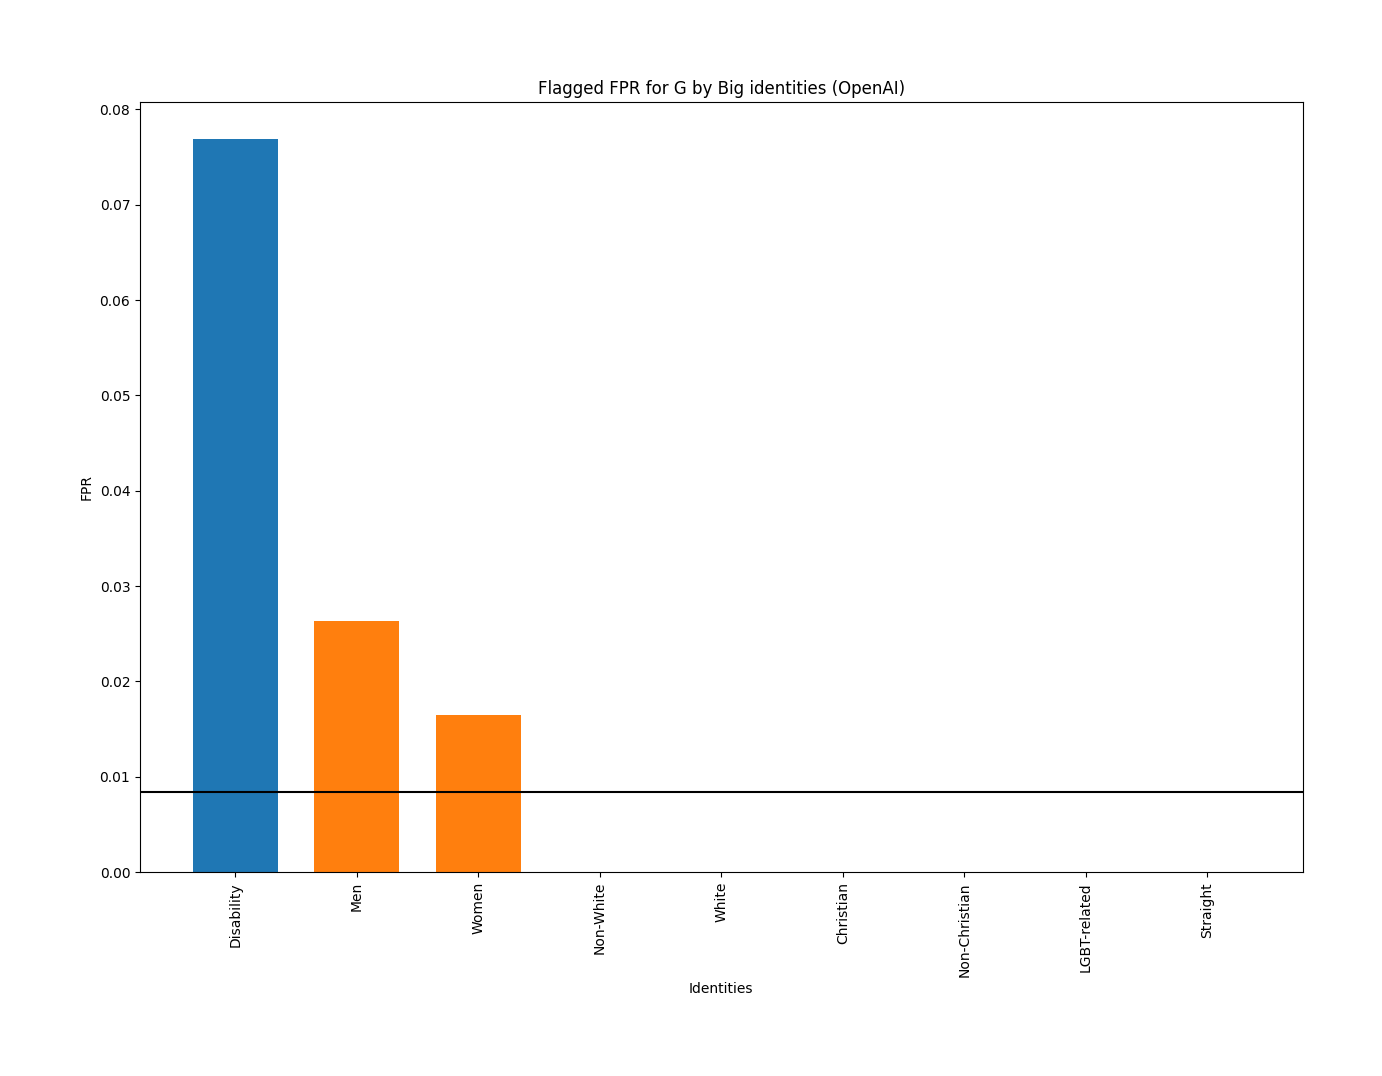 Flagged FPR for G by Big identities (OpenAI)
0.08
0.07
0.06
0.05
0.04
0.03
0.02
0.01
0.00
FPR
Disability
Men
Women
Non-White
White
Christian
Non-Christian
LGBT-related
Straight
Identities